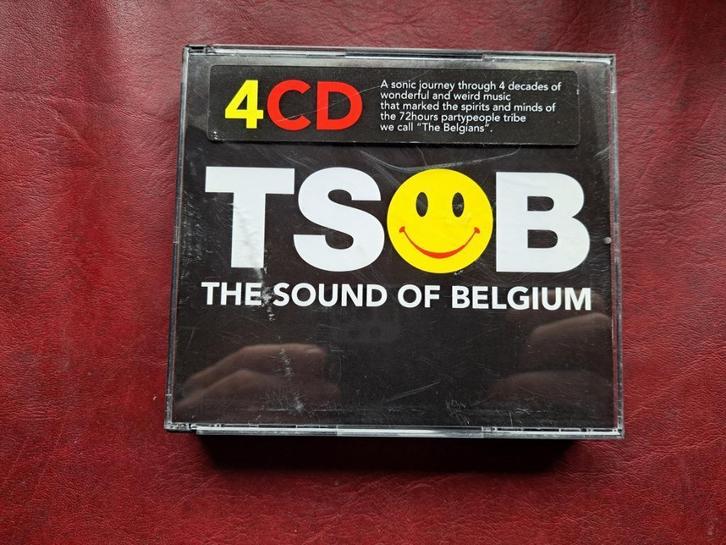 4CD
A sonic journey through 4 decades of
wonderful and weird music
that marked the spirits and minds of
the 72hours partypeople tribe
we call "The Belgians".
TSOB
THE SOUND OF BELGIUM